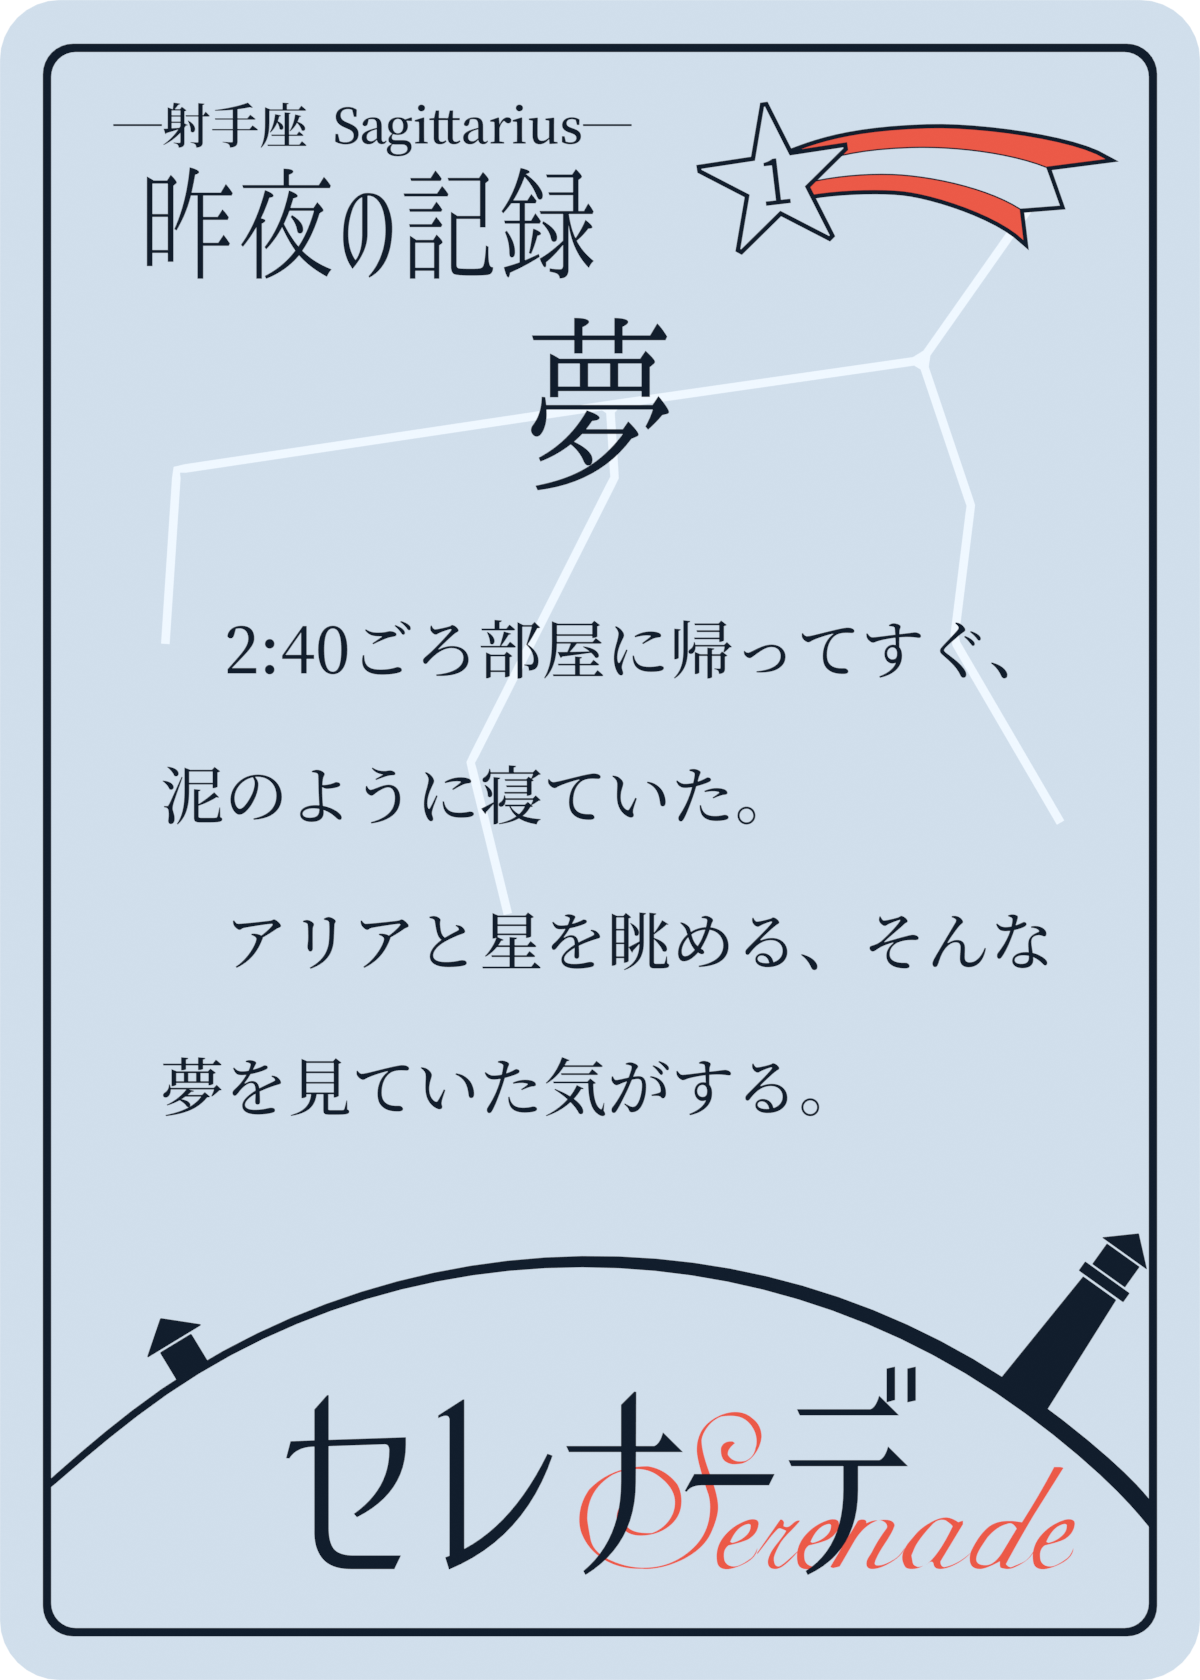 —射手座 Sagittarius—
1
昨夜の記録
夢
2:40ごろ部屋に帰ってすぐ、
泥のように寝ていた。
アリアと星を眺める、そんな
夢を見ていた気がする。
セレナーデ
Serenade